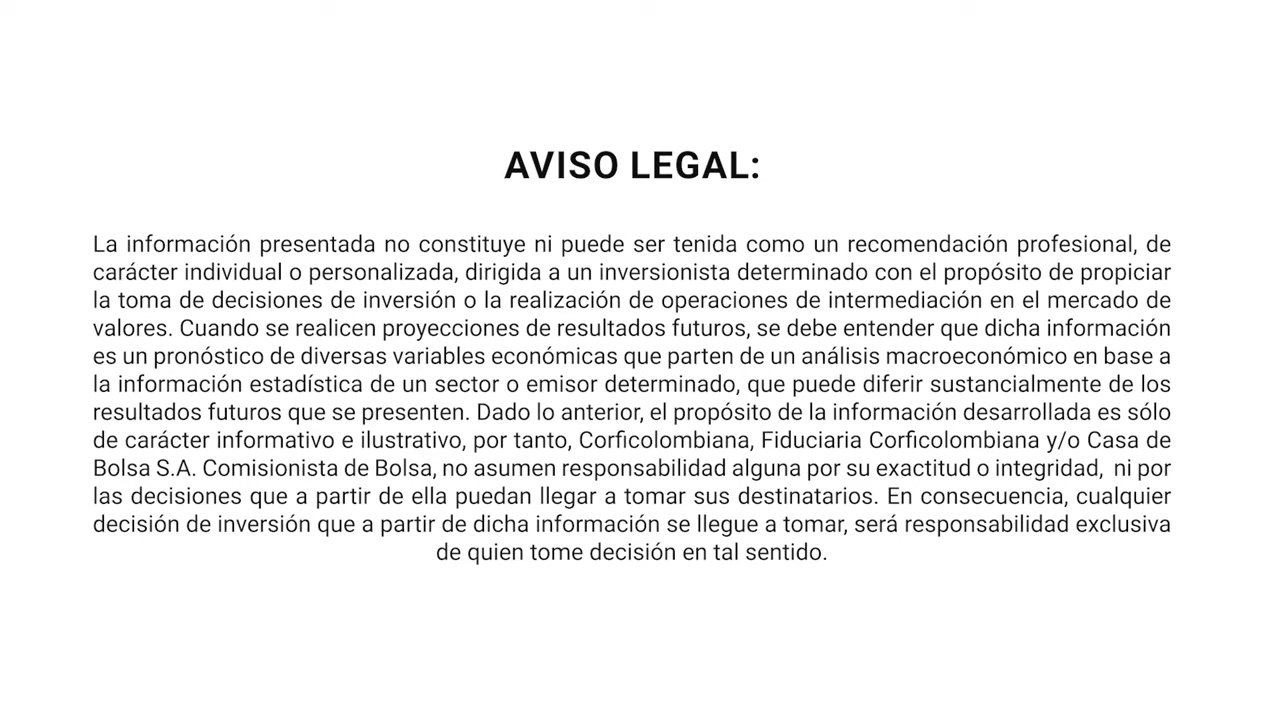 AVISO LEGAL:
La información presentada no constituye ni puede ser tenida como un recomendación profesional, de
carácter individual o personalizada, dirigida a un inversionista determinado con el propósito de propiciar
la toma de decisiones de inversión o la realización de operaciones de intermediación en el mercado de
valores. Cuando se realicen proyecciones de resultados futuros, se debe entender que dicha información
es un pronóstico de diversas variables económicas que parten de un análisis macroeconómico en base a
la información estadística de un sector o emisor determinado, que puede diferir sustancialmente de los
resultados futuros que se presenten. Dado lo anterior, el propósito de la información desarrollada es sólo
de carácter informativo e ilustrativo, por tanto, Corficolombiana, Fiduciaria Corficolombiana y/o Casa de
Bolsa S.A. Comisionista de Bolsa, no asumen responsabilidad alguna por su exactitud o integridad, ni por
las decisiones que a partir de ella puedan llegar a tomar sus destinatarios. En consecuencia, cualquier
decisión de inversión que a partir de dicha información se llegue a tomar, será responsabilidad exclusiva
de quien tome decisión en tal sentido.